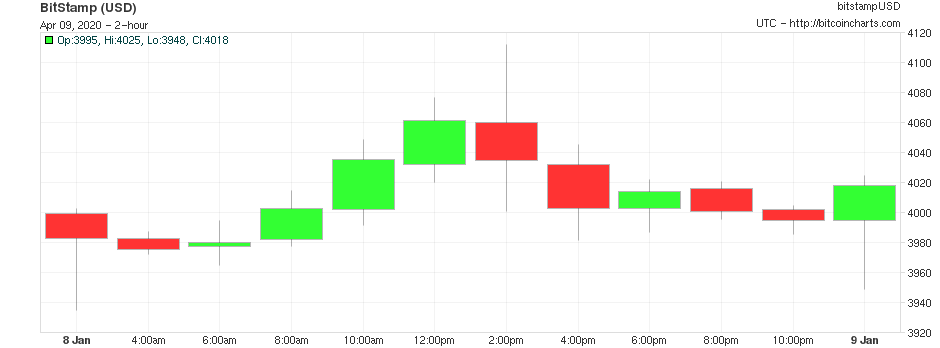 BitStamp (USD)
bitstampUSD
Apr 09, 2020 - 2-hour
UTC - http://bitcoincharts.com
Op:3995, Hi:4025, Lo:3948, Cl:4018
4120
4100
4080
4060
4040
4020
4000
3980
3960
3940
3920
8 Jan 4:00am 6:00am 8:00am 10:00am 12:00pm 2:00pm 4:00pm 6:00pm 8:00pm 10:00pm 9 Jan